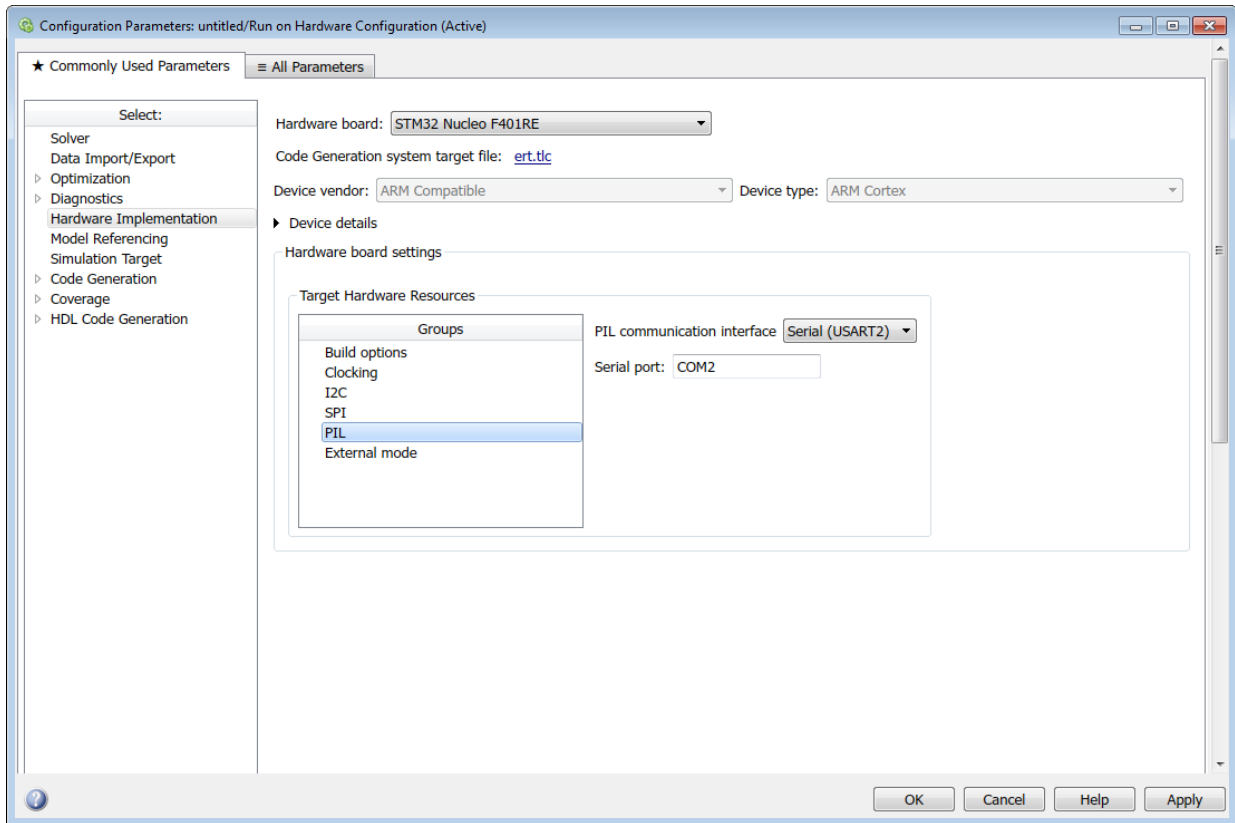 Configuration Parameters: untitled/Run on Hardware Configuration (Active)
★ Commonly Used Parameters
≡ All Parameters
Select:
Solver
Data Import/Export
Optimization
Diagnostics
Hardware Implementation
Model Referencing
Simulation Target
Code Generation
Coverage
HDL Code Generation
Hardware board: STM32 Nucleo F401RE
Code Generation system target file: ert.tlc
Device vendor: ARM Compatible Device type: ARM Cortex
Device details
Hardware board settings
Target Hardware Resources
Groups
Build options
Clocking
I2C
SPI
PIL
External mode
PIL communication interface Serial (USART2)
Serial port: COM2
OK Cancel Help Apply